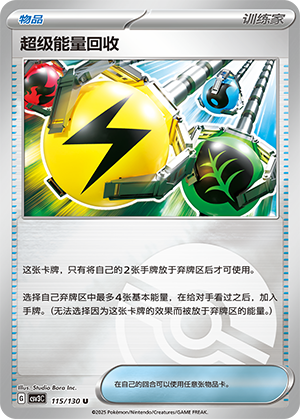 物品
训练家
超级能量回收
这张卡牌，只有将自己的2张手牌放于弃牌区后才可使用。
选择自己弃牌区中最多4张基本能量，在给对手看过之后，加入
手牌。（无法选择因为这张卡牌的效果而被放于弃牌区的能量。）
Illus. Studio Bora Inc.
G CSV3C 115/130 U
在自己的回合可以使用任意张物品卡。
©2025 Pokémon/Nintendo/Creatures/GAME FREAK.